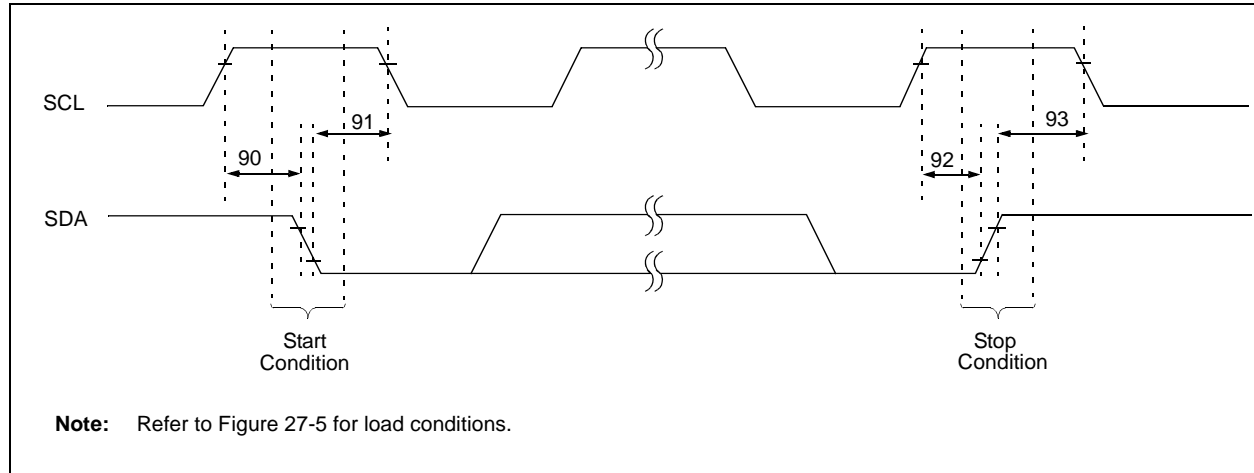 SCL
91
93
90
92
SDA
Start
Condition
Stop
Condition
Note: Refer to Figure 27-5 for load conditions.